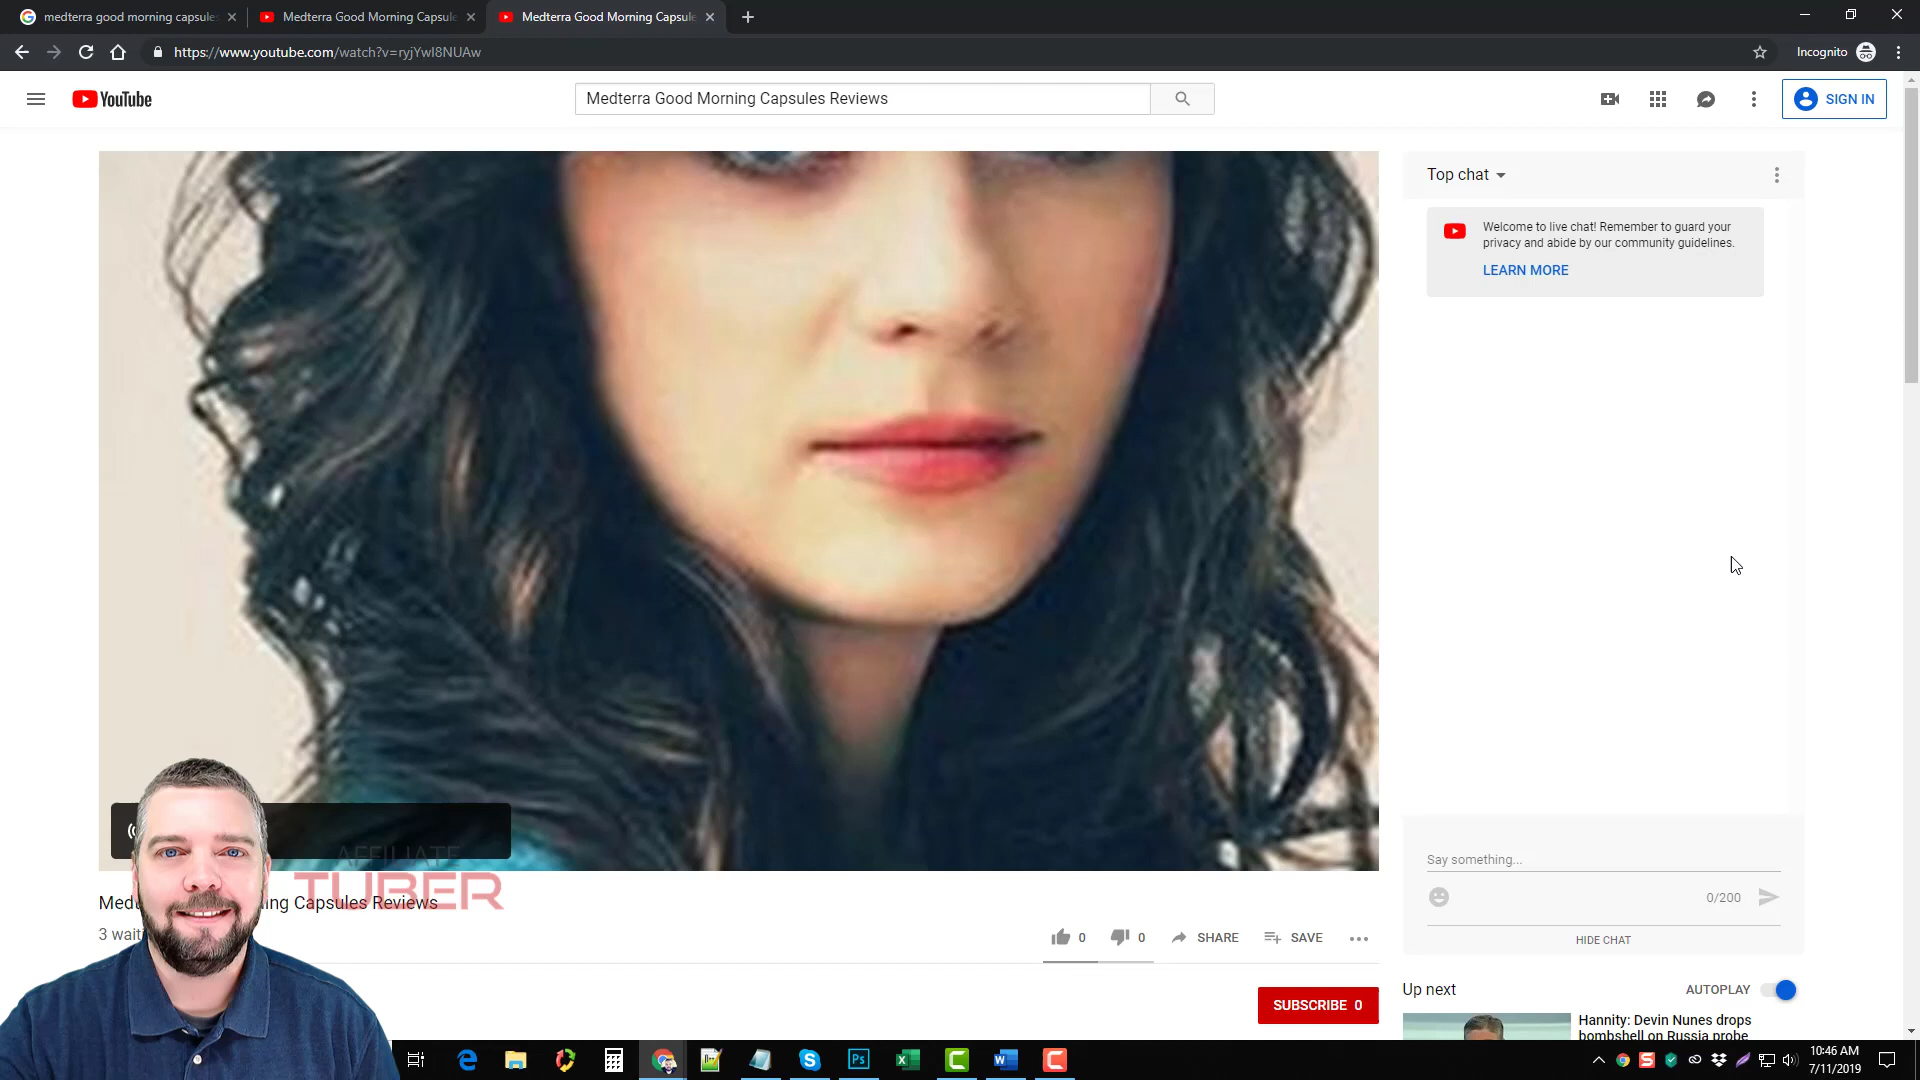 medterra good morning capsules
Medterra Good Morning Capsule
Medterra Good Morning Capsule
https://www.youtube.com/watch?v=ryjYwI8NUAw
Incognito
YouTube
Medterra Good Morning Capsules Reviews
SIGN IN
Top chat
Welcome to live chat! Remember to guard your
privacy and abide by our community guidelines.
LEARN MORE
AFFILIATE
TUBER
Say something...
0/200
HIDE CHAT
Capsules Reviews
3
0
0
SHARE
SAVE
SUBSCRIBE 0
Up next
AUTOPLAY
Hannity: Devin Nunes drops
bombshell on Russia probe
Ps
10:46 AM
7/11/2019